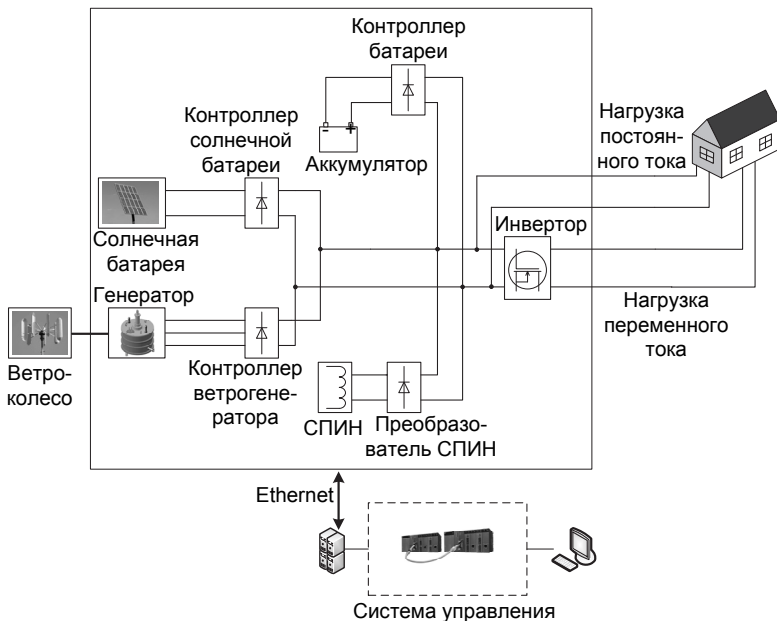 Контроллер
батареи
Контроллер
солнечной
батареи
Аккумулятор
- +
Нагрузка
постоян-
ного тока
Солнечная
батарея
Инвертор
Генератор
Ветро-
колесо
Контроллер
ветрогене-
ратора
СПИН
Преобразо-
ватель СПИН
Нагрузка
переменного
тока
Ethernet
Система управления